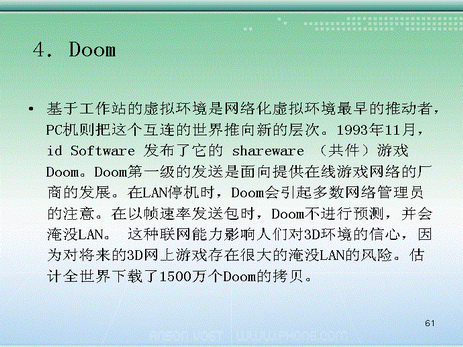 4. Doom
• 基于工作站的虚拟环境是网络化虚拟环境最早的推动者，
PC机则把这个互连的世界推向新的层次。1993年11月，
id Software 发布了它的 shareware （共件）游戏
Doom。Doom第一级的发送是面向提供在线游戏网络的厂
商的发展。在LAN停机时，Doom会引起多数网络管理员
的注意。在以帧速率发送包时，Doom不进行预测，并会
淹没LAN。 这种联网能力影响人们对3D环境的信心，因
为对将来的3D网上游戏存在很大的淹没LAN的风险。估
计全世界下载了1500万个Doom的拷贝。
61